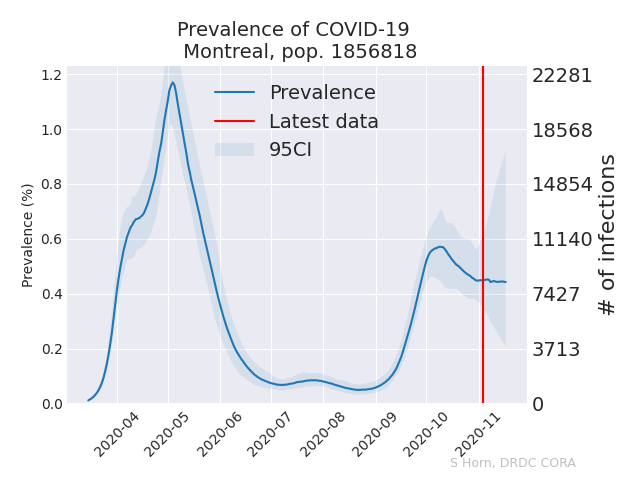 Prevalence of COVID-19
Montreal, pop. 1856818
Prevalence (%)
1.2
1.0
0.8
0.6
0.4
0.2
0.0
Prevalence
Latest data
95CI
22281
18568
14854
11140
7427
3713
0
# of infections
2020-04
2020-05
2020-06
2020-07
2020-08
2020-09
2020-10
2020-11
S Horn, DRDC CORA